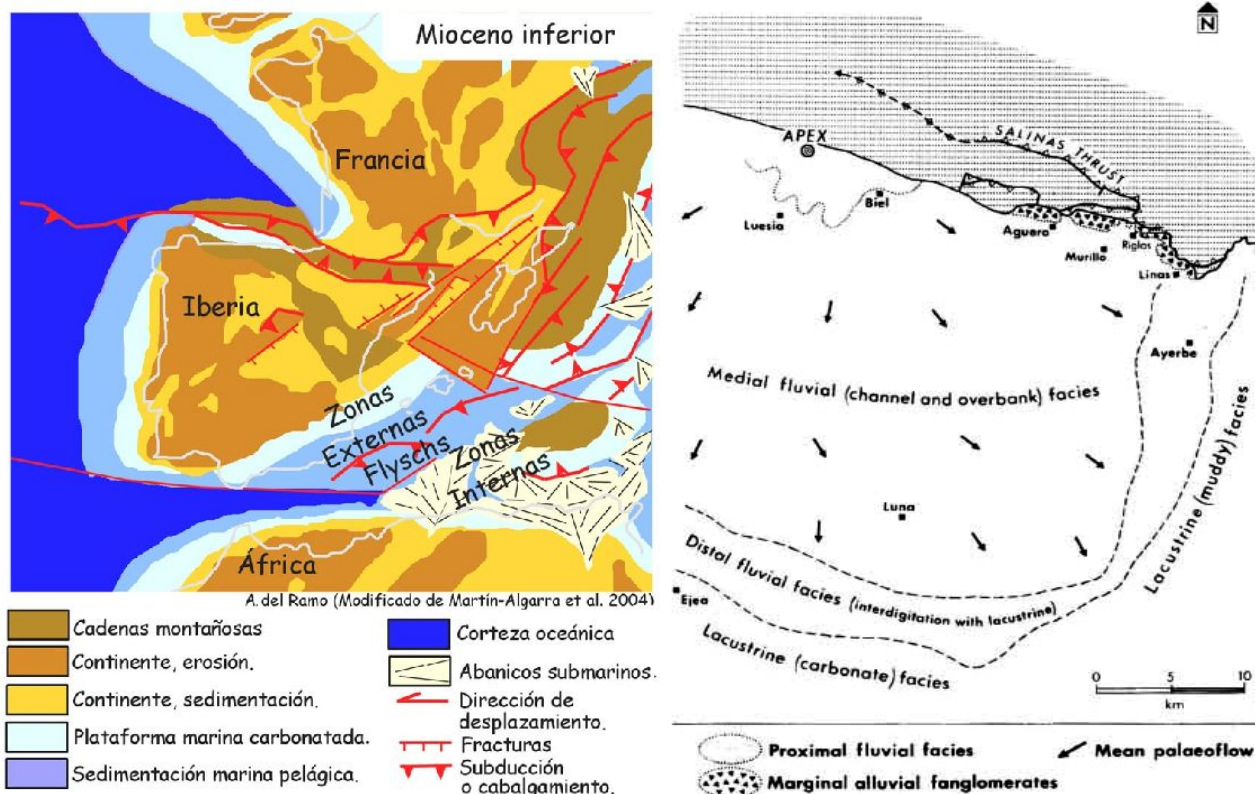 Mioceno inferior
Francia
Iberia
Zonas
Externas
Flyschs
Zonas
Internas
África
A. del Ramo (Modificado de Martín-Algarra et al. 2004)
Cadenas montañosas
Continente, erosión.
Continente, sedimentación.
Plataforma marina carbonatada.
Sedimentación marina pelágica.
Corteza oceánica
Abanicos submarinos.
Dirección de
desplazamiento.
Fracturas
Subducción
o cabalgamiento.
N
APEX
SALINAS THRUST
Biel
Luesia
Aguero
Murillo
Riglos
Linas
Ayerbe
Medial fluvial (channel and overbank) facies
Luna
Distal fluvial facies (interdigitation with lacustrine)
Lacustrine (muddy) facies
Ejea
Lacustrine (carbonate) facies
0 5 10
km
Proximal fluvial facies
Mean palaeoflow
Marginal alluvial fanglomerates